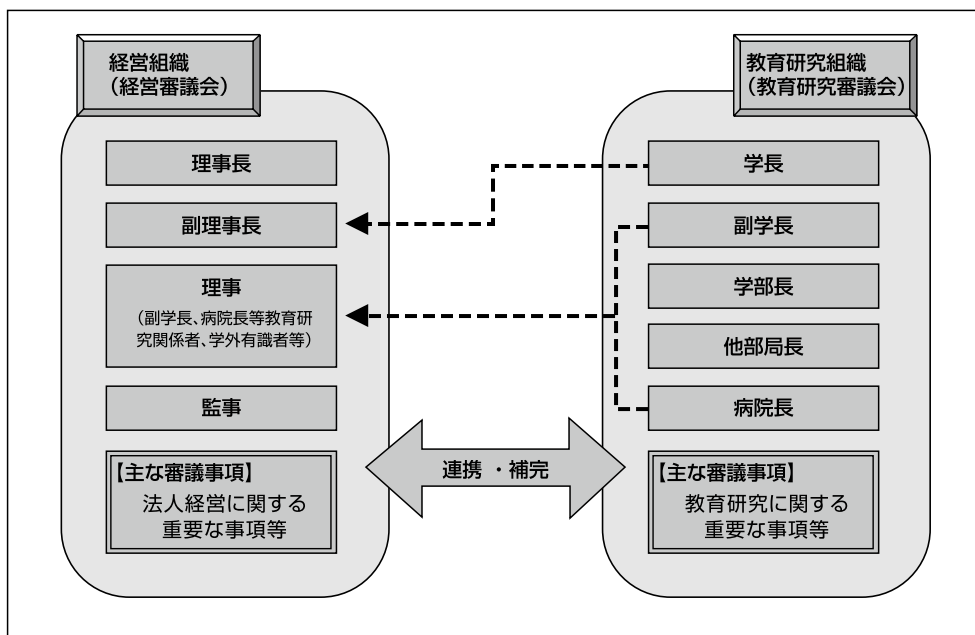 経営組織
（経営審議会）
理事長
副理事長
理事
（副学長、病院長等教育研
究関係者、学外有識者等）
監事
【主な審議事項】
法人経営に関する
重要な事項等
連携 ・補完
教育研究組織
（教育研究審議会）
学長
副学長
学部長
他部局長
病院長
【主な審議事項】
教育研究に関する
重要な事項等